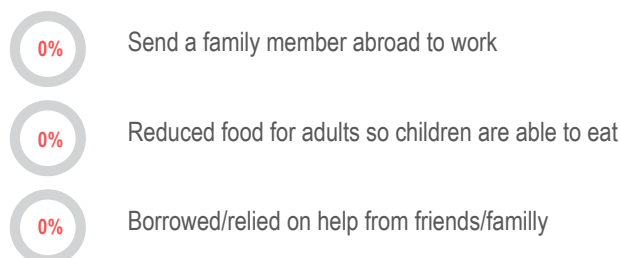 0% Send a family member abroad to work
0% Reduced food for adults so children are able to eat
0% Borrowed/relied on help from friends/familly